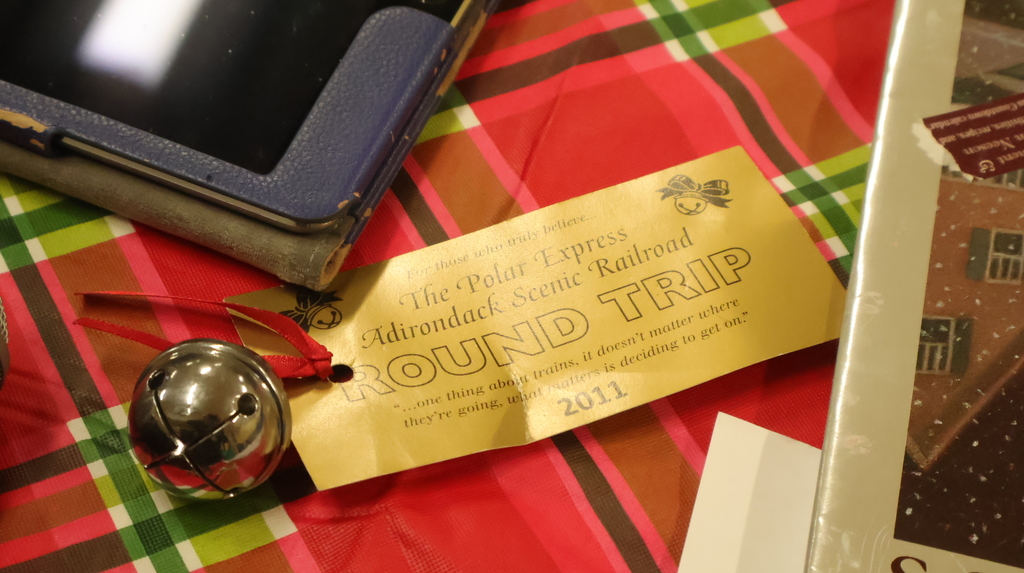 For those who truly believe...
The Polar Express
Adirondack Scenic Railroad
ROUND TRIP
"...one thing about trains, it doesn't matter where
they're going, what matters is deciding to get on."
2011